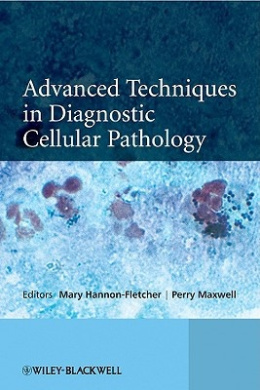 Advanced Techniques
in Diagnostic
Cellular Pathology
Editors Mary Hannon-Fletcher | Perry Maxwell
WILEY-BLACKWELL